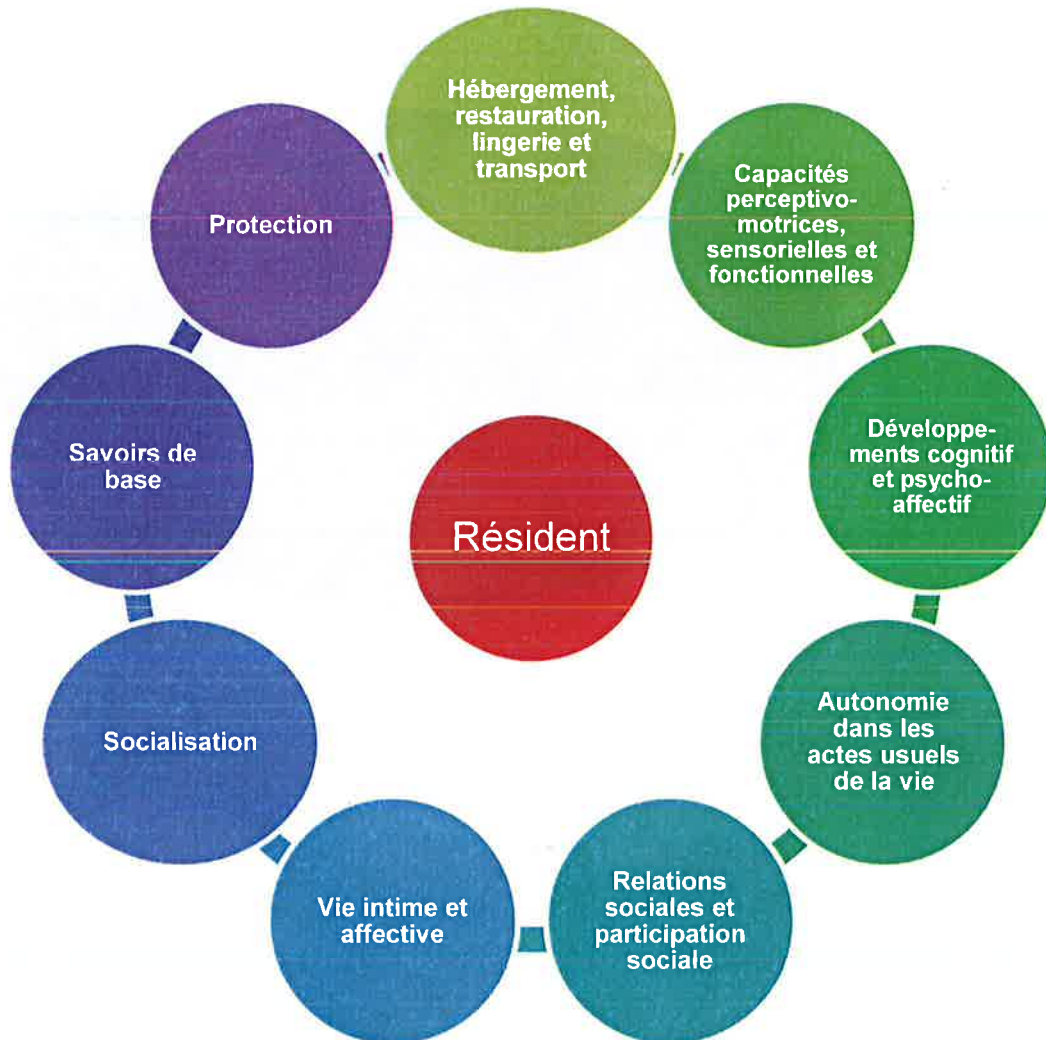 Hébergement,
restauration,
lingerie et
transport
Capacités
perceptivo-
motrices,
sensorielles et
fonctionnelles
Développe-
ments cognitif
et psycho-
affectif
Autonomie
dans les
actes usuels
de la vie
Relations
sociales et
participation
sociale
Vie intime et
affective
Socialisation
Savoirs de
base
Protection
Résident